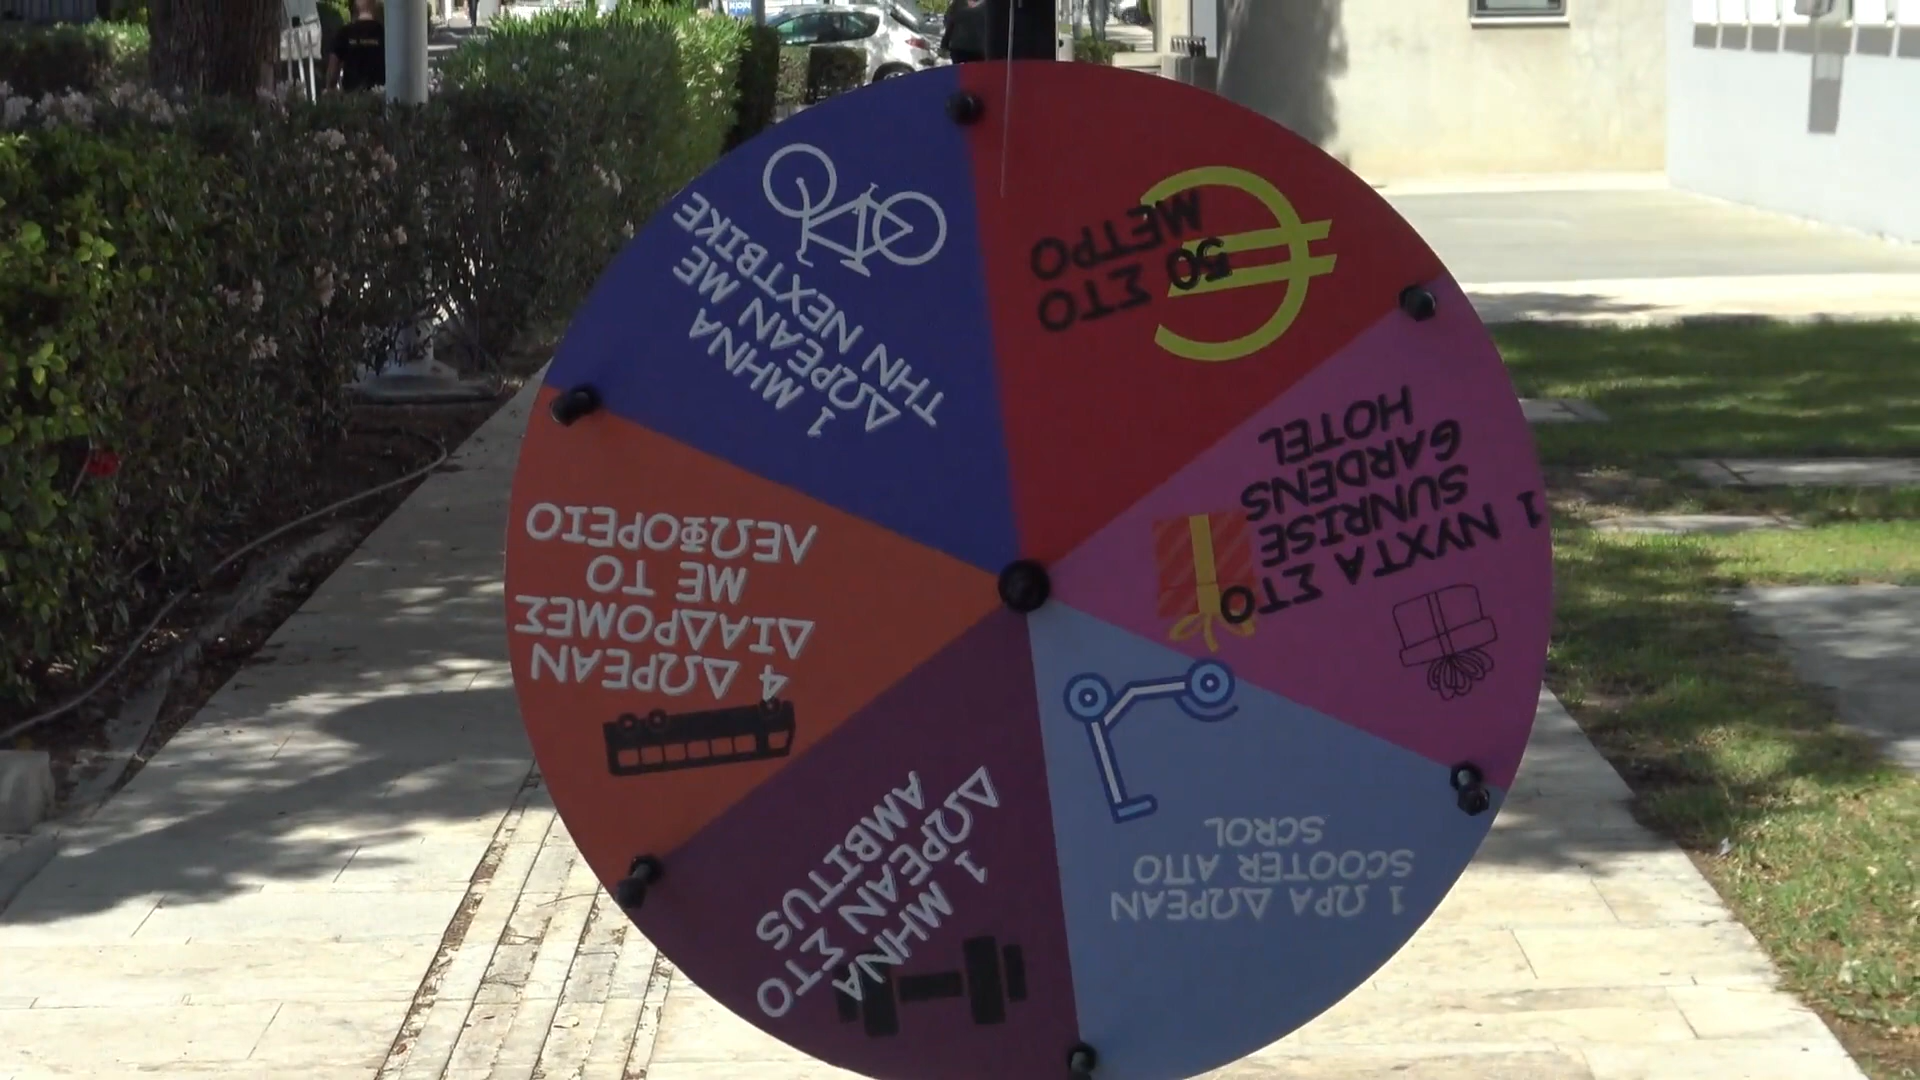 50 ΣΤΟ
ΜΕΤΡΟ
1 ΝΥΧΤΑ ΣΤΟ
SUNRISE
GARDENS
HOTEL
1 ΩΡΑ ΔΩΡΕΑΝ
SCOOTER ΑΠΟ
SCROL
1 ΜΗΝΑ
ΔΩΡΕΑΝ ΣΤΟ
AMBITUS
4 ΔΩΡΕΑΝ
ΔΙΑΔΡΟΜΕΣ
ΜΕ ΤΟ
ΛΕΩΦΟΡΕΙΟ
1 ΜΗΝΑ
ΔΩΡΕΑΝ ΜΕ
ΤΗΝ NEXTBIKE